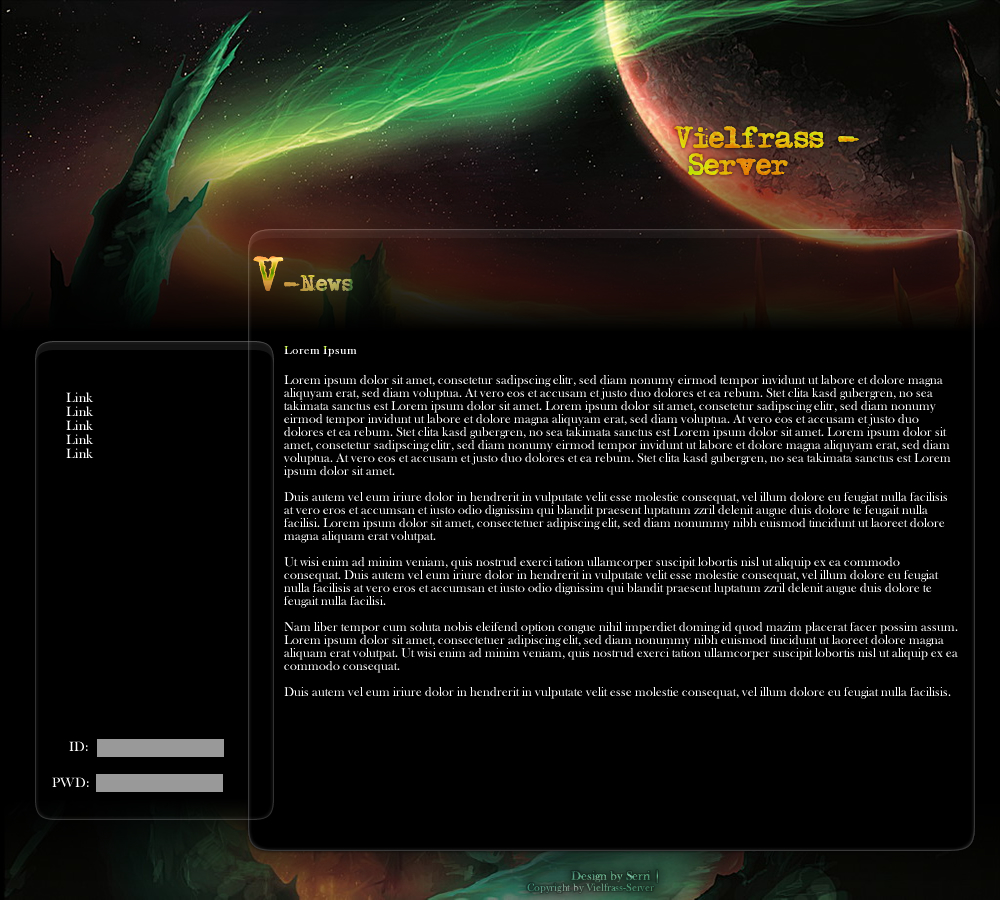 Vielfrass -
Server
V -News
Lorem Ipsum
Lorem ipsum dolor sit amet, consetetur sadipscing elitr, sed diam nonumy eirmod tempor invidunt ut labore et dolore magna
aliquyam erat, sed diam voluptua. At vero eos et accusam et justo duo dolores et ea rebum. Stet clita kasd gubergren, no sea
takimata sanctus est Lorem ipsum dolor sit amet. Lorem ipsum dolor sit amet, consetetur sadipscing elitr, sed diam nonumy
eirmod tempor invidunt ut labore et dolore magna aliquyam erat, sed diam voluptua. At vero eos et accusam et justo duo
dolores et ea rebum. Stet clita kasd gubergren, no sea takimata sanctus est Lorem ipsum dolor sit amet. Lorem ipsum dolor sit
amet, consetetur sadipscing elitr, sed diam nonumy eirmod tempor invidunt ut labore et dolore magna aliquyam erat, sed diam
voluptua. At vero eos et accusam et justo duo dolores et ea rebum. Stet clita kasd gubergren, no sea takimata sanctus est Lorem
ipsum dolor sit amet.
Duis autem vel eum iriure dolor in hendrerit in vulputate velit esse molestie consequat, vel illum dolore eu feugiat nulla facilisis
at vero eros et accumsan et iusto odio dignissim qui blandit praesent luptatum zzril delenit augue duis dolore te feugait nulla
facilisi. Lorem ipsum dolor sit amet, consectetuer adipiscing elit, sed diam nonummy nibh euismod tincidunt ut laoreet dolore
magna aliquam erat volutpat.
Ut wisi enim ad minim veniam, quis nostrud exerci tation ullamcorper suscipit lobortis nisl ut aliquip ex ea commodo
consequat. Duis autem vel eum iriure dolor in hendrerit in vulputate velit esse molestie consequat, vel illum dolore eu feugiat
nulla facilisis at vero eros et accumsan et iusto odio dignissim qui blandit praesent luptatum zzril delenit augue duis dolore te
feugait nulla facilisi.
Nam liber tempor cum soluta nobis eleifend option congue nihil imperdiet doming id quod mazim placerat facer possim assum.
Lorem ipsum dolor sit amet, consectetuer adipiscing elit, sed diam nonummy nibh euismod tincidunt ut laoreet dolore magna
aliquam erat volutpat. Ut wisi enim ad minim veniam, quis nostrud exerci tation ullamcorper suscipit lobortis nisl ut aliquip ex ea
commodo consequat.
Duis autem vel eum iriure dolor in hendrerit in vulputate velit esse molestie consequat, vel illum dolore eu feugiat nulla facilisis.
Link
Link
Link
Link
Link
ID:
PWD:
Design by Sern |
Copyright by Vielfrass-Server